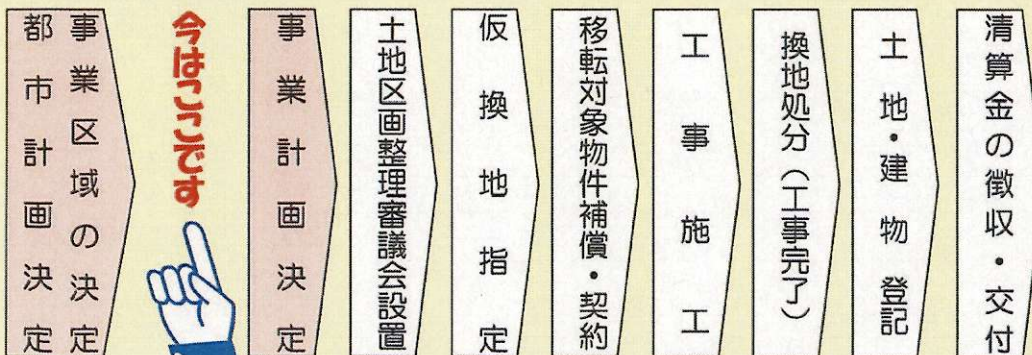 都市計画決定
事業区域の決定
今はここです
事業計画決定
土地区画整理審議会設置
仮換地指定
移転対象物件補償・契約
工事施工
換地処分（工事完了）
土地・建物登記
清算金の徴収・交付